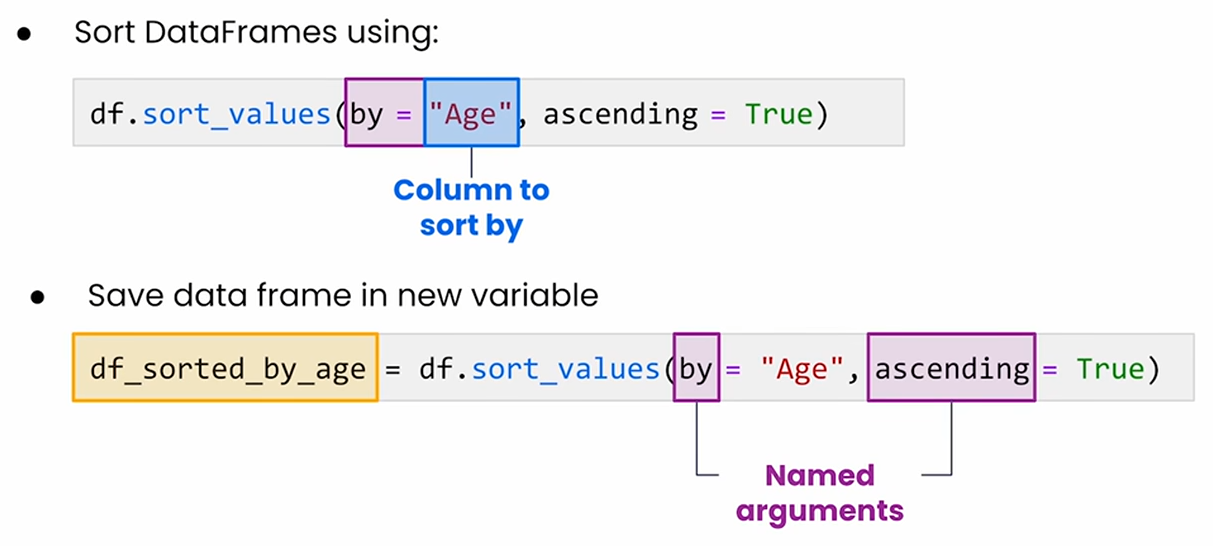 ● Sort DataFrames using:
df.sort_values(by = "Age", ascending = True)
Column to
sort by
● Save data frame in new variable
df_sorted_by_age = df.sort_values(by = "Age", ascending = True)
Named
arguments